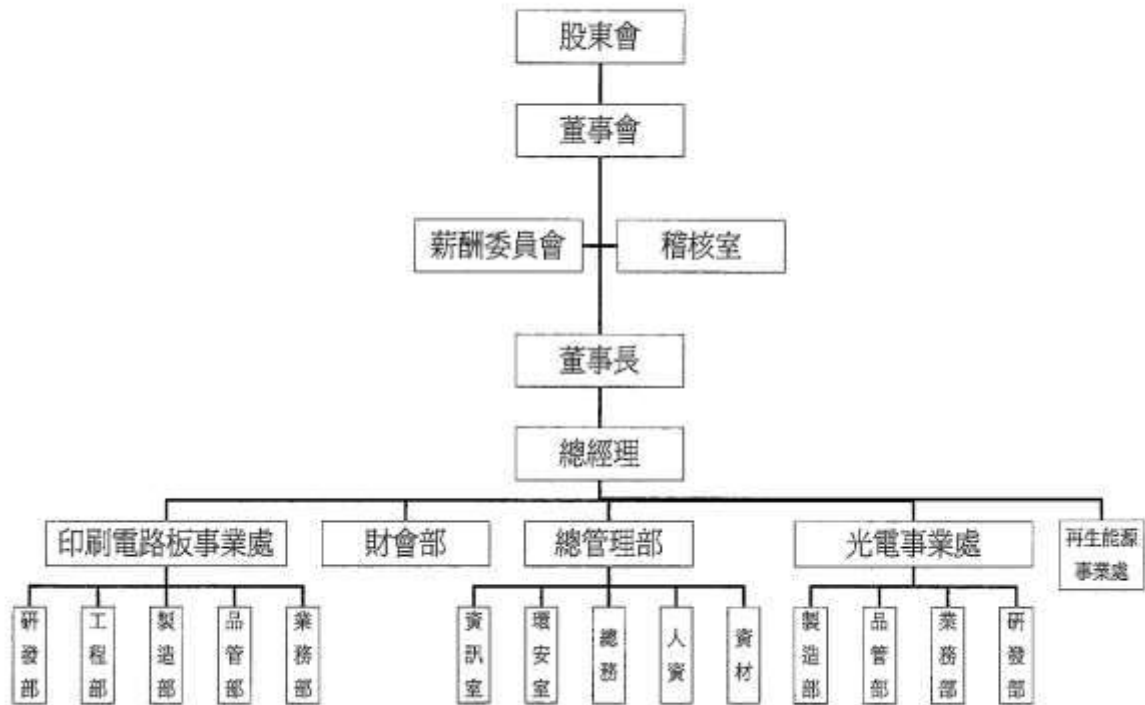 股東會
董事會
薪酬委員會
稽核室
董事長
總經理
印刷電路板事業處
財會部
總管理部
光電事業處
再生能源
事業處
研發部
工程部
製造部
品管部
業務部
資訊室
環安室
總務
人資
資材
製造部
品管部
業務部
研發部